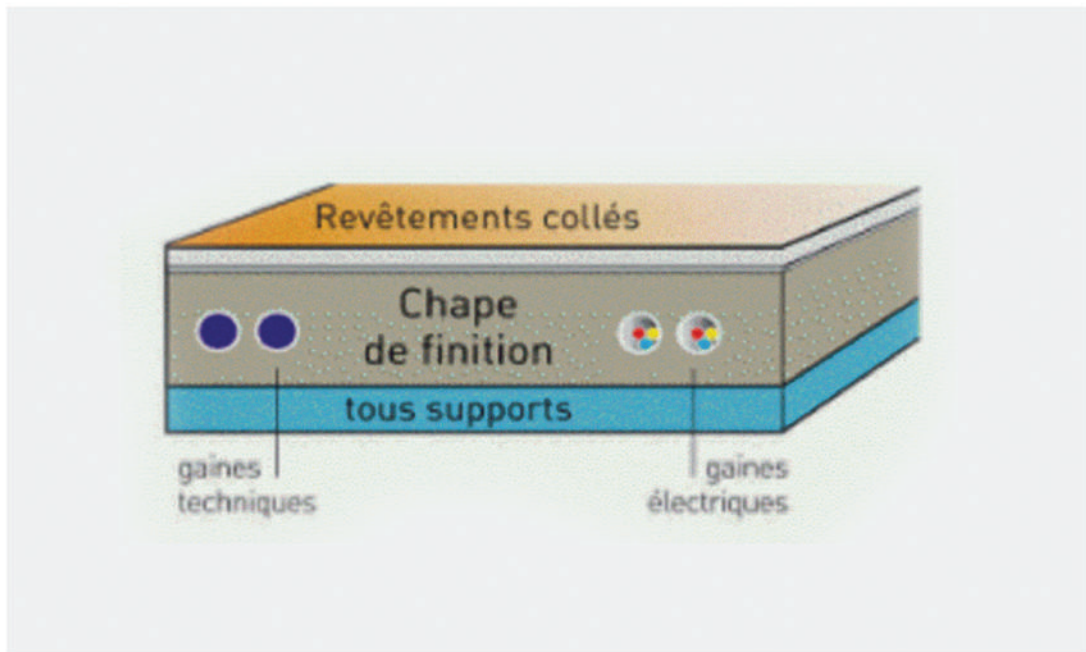 Revêtements collés
Chape
de finition
tous supports
gaines
techniques
gaines
électriques